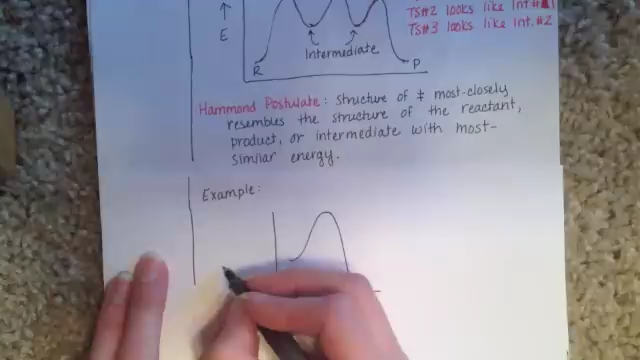 TS#2 looks like Int.#1
TS#3 looks like Int.#2
E
Intermediate
R
P
Hammond Postulate: Structure of ‡ most-closely
resembles the structure of the reactant,
product, or intermediate with most-
similar energy.
Example: